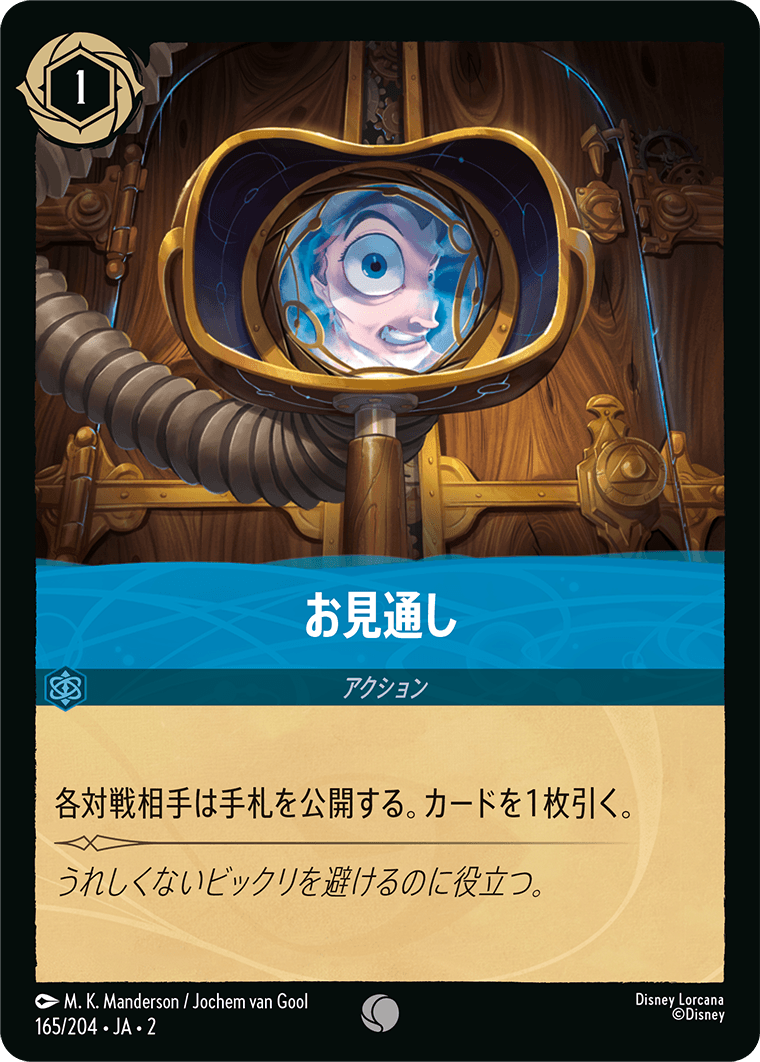 1
お見通し
アクション
各対戦相手は手札を公開する。カードを1枚引く。
うれしくないビックリを避けるのに役立つ。
M. K. Manderson / Jochem van Gool
165/204 • JA • 2
Disney Lorcana
©Disney